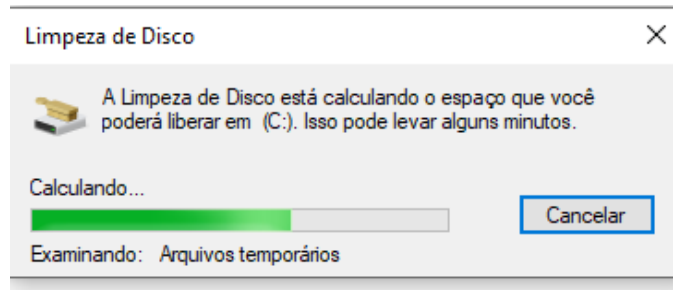 Limpeza de Disco
A Limpeza de Disco está calculando o espaço que você
poderá liberar em  (C:). Isso pode levar alguns minutos.
Calculando...
Cancelar
Examinando:   Arquivos temporários